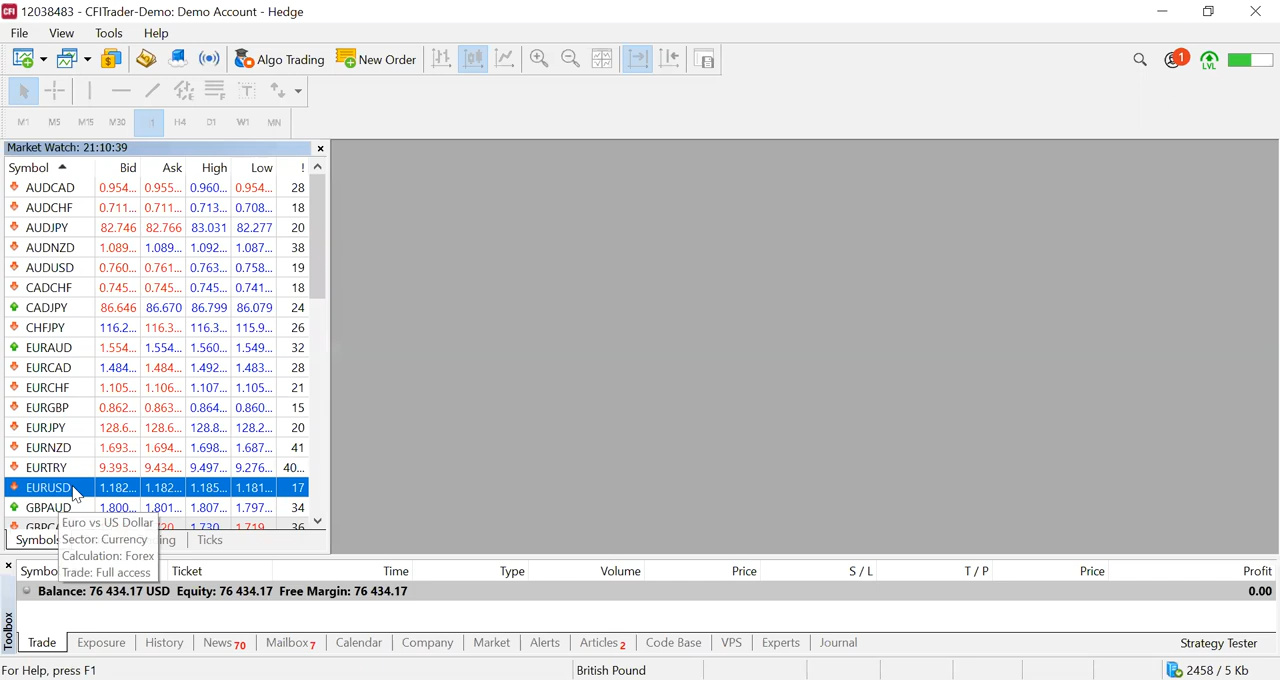 CFI 12038483 - CFITrader-Demo: Demo Account - Hedge
File View Tools Help
Algo Trading New Order 1 LVL
M1 M5 M15 M30 H4 D1 W1 MN
Market Watch: 21:10:39
Symbol Bid Ask High Low !
AUDCAD 0.954... 0.955... 0.960... 0.954... 28
AUDCHF 0.711... 0.711... 0.713... 0.708... 18
AUDJPY 82.746 82.766 83.031 82.277 20
AUDNZD 1.089... 1.089... 1.092... 1.087... 38
AUDUSD 0.760... 0.761... 0.763... 0.758... 19
CADCHF 0.745... 0.745... 0.745... 0.741... 18
CADJPY 86.646 86.670 86.799 86.079 24
CHFJPY 116.2... 116.3... 116.3... 115.9... 26
EURAUD 1.554... 1.554... 1.560... 1.549... 32
EURCAD 1.484... 1.484... 1.492... 1.483... 28
EURCHF 1.105... 1.106... 1.107... 1.105... 21
EURGBP 0.862... 0.863... 0.864... 0.860... 15
EURJPY 128.6... 128.6... 128.8... 128.2... 20
EURNZD 1.693... 1.694... 1.698... 1.687... 41
EURTRY 9.393... 9.434... 9.497... 9.276... 40...
EURUSD 1.182... 1.182... 1.185... 1.181... 17
GBPAUD 1.800... 1.801... 1.807... 1.797... 34
Euro vs US Dollar
Sector: Currency
Calculation: Forex
Trade: Full access
Symbols Ticks
Symbo Ticket Time Type Volume Price S / L T / P Price Profit
Balance: 76 434.17 USD Equity: 76 434.17 Free Margin: 76 434.17 0.00
Toolbox
Trade Exposure History News 70 Mailbox 7 Calendar Company Market Alerts Articles 2 Code Base VPS Experts Journal Strategy Tester
For Help, press F1 British Pound 2458 / 5 Kb